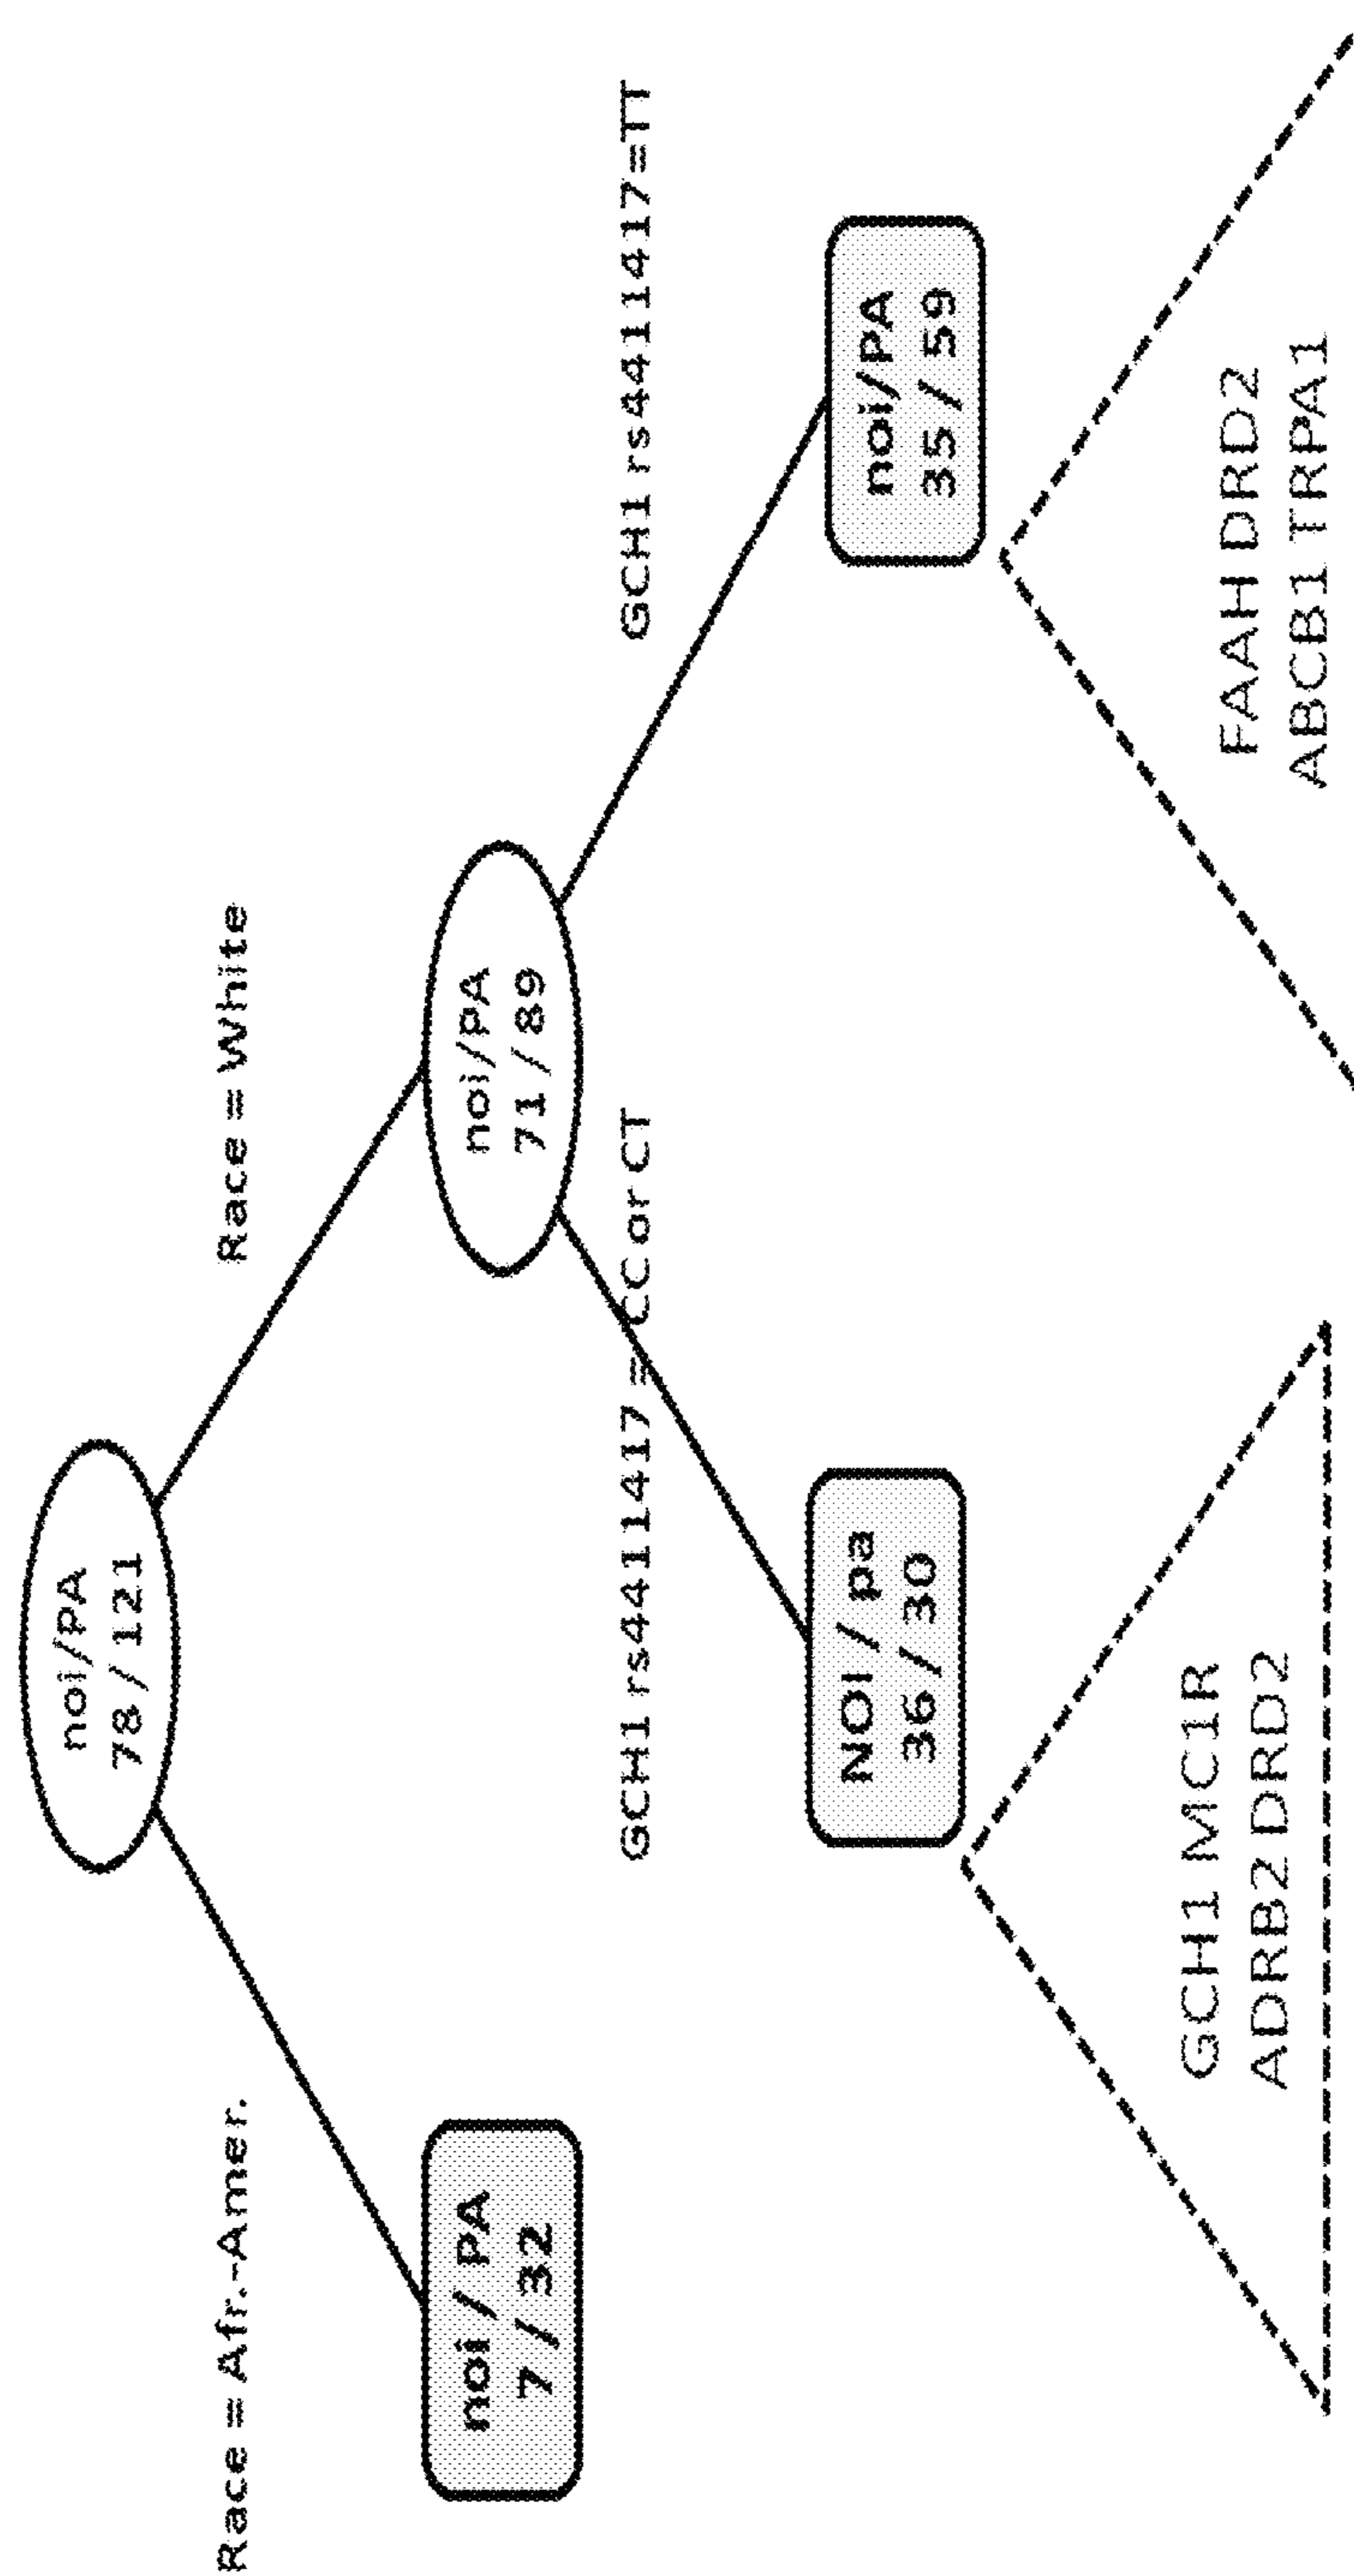 noi/PA
78 / 121
Race = Afr.-Amer.
Race = White
noi / PA
7 / 32
noi/PA
71 / 89
GCH1 rs4411417 = CC or CT
GCH1 rs4411417=TT
NOI / pa
36 / 30
noi/PA
35 / 59
GCH1 MC1R
ADRB2 DRD2
FAAH DRD2
ABCB1 TRPA1